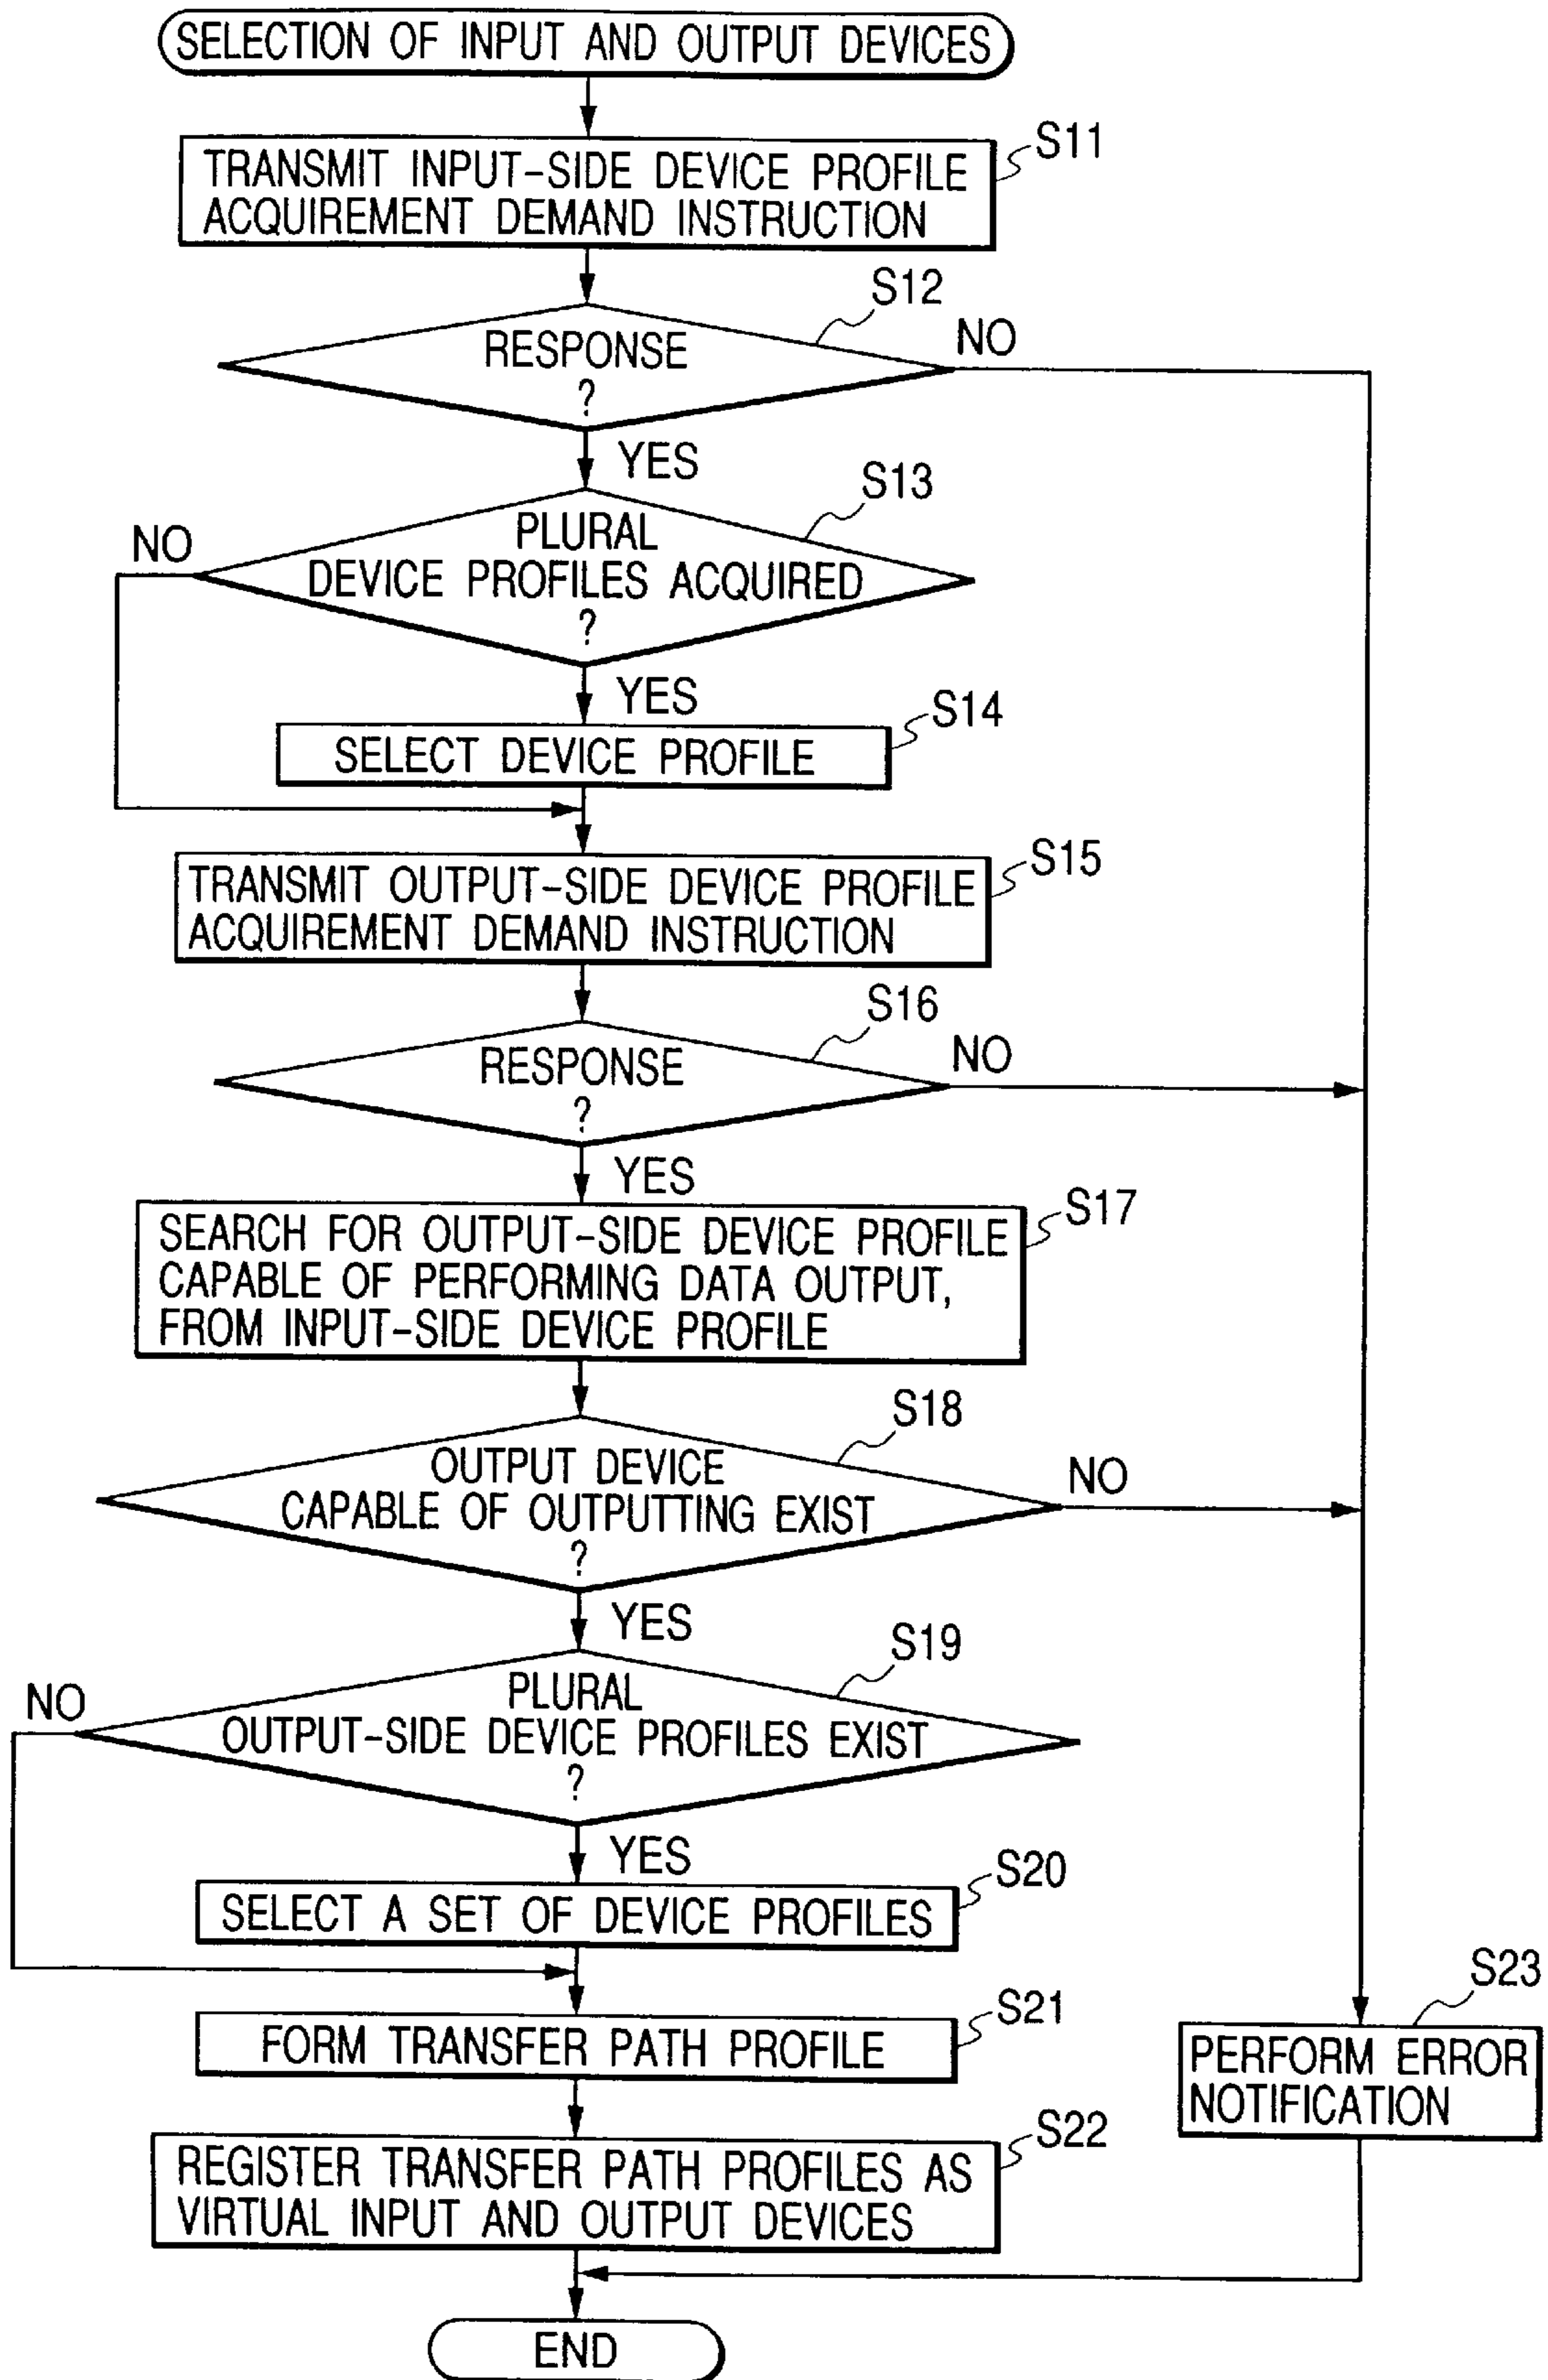 SELECTION OF INPUT AND OUTPUT DEVICES
S11
TRANSMIT INPUT-SIDE DEVICE PROFILE
ACQUIREMENT DEMAND INSTRUCTION
S12
RESPONSE
?
NO
YES
S13
PLURAL
DEVICE PROFILES ACQUIRED
?
NO
YES
S14
SELECT DEVICE PROFILE
S15
TRANSMIT OUTPUT-SIDE DEVICE PROFILE
ACQUIREMENT DEMAND INSTRUCTION
S16
RESPONSE
?
NO
YES
S17
SEARCH FOR OUTPUT-SIDE DEVICE PROFILE
CAPABLE OF PERFORMING DATA OUTPUT,
FROM INPUT-SIDE DEVICE PROFILE
S18
OUTPUT DEVICE
CAPABLE OF OUTPUTTING EXIST
?
NO
YES
S19
PLURAL
OUTPUT-SIDE DEVICE PROFILES EXIST
?
NO
YES
S20
SELECT A SET OF DEVICE PROFILES
S21
FORM TRANSFER PATH PROFILE
S23
PERFORM ERROR
NOTIFICATION
S22
REGISTER TRANSFER PATH PROFILES AS
VIRTUAL INPUT AND OUTPUT DEVICES
END